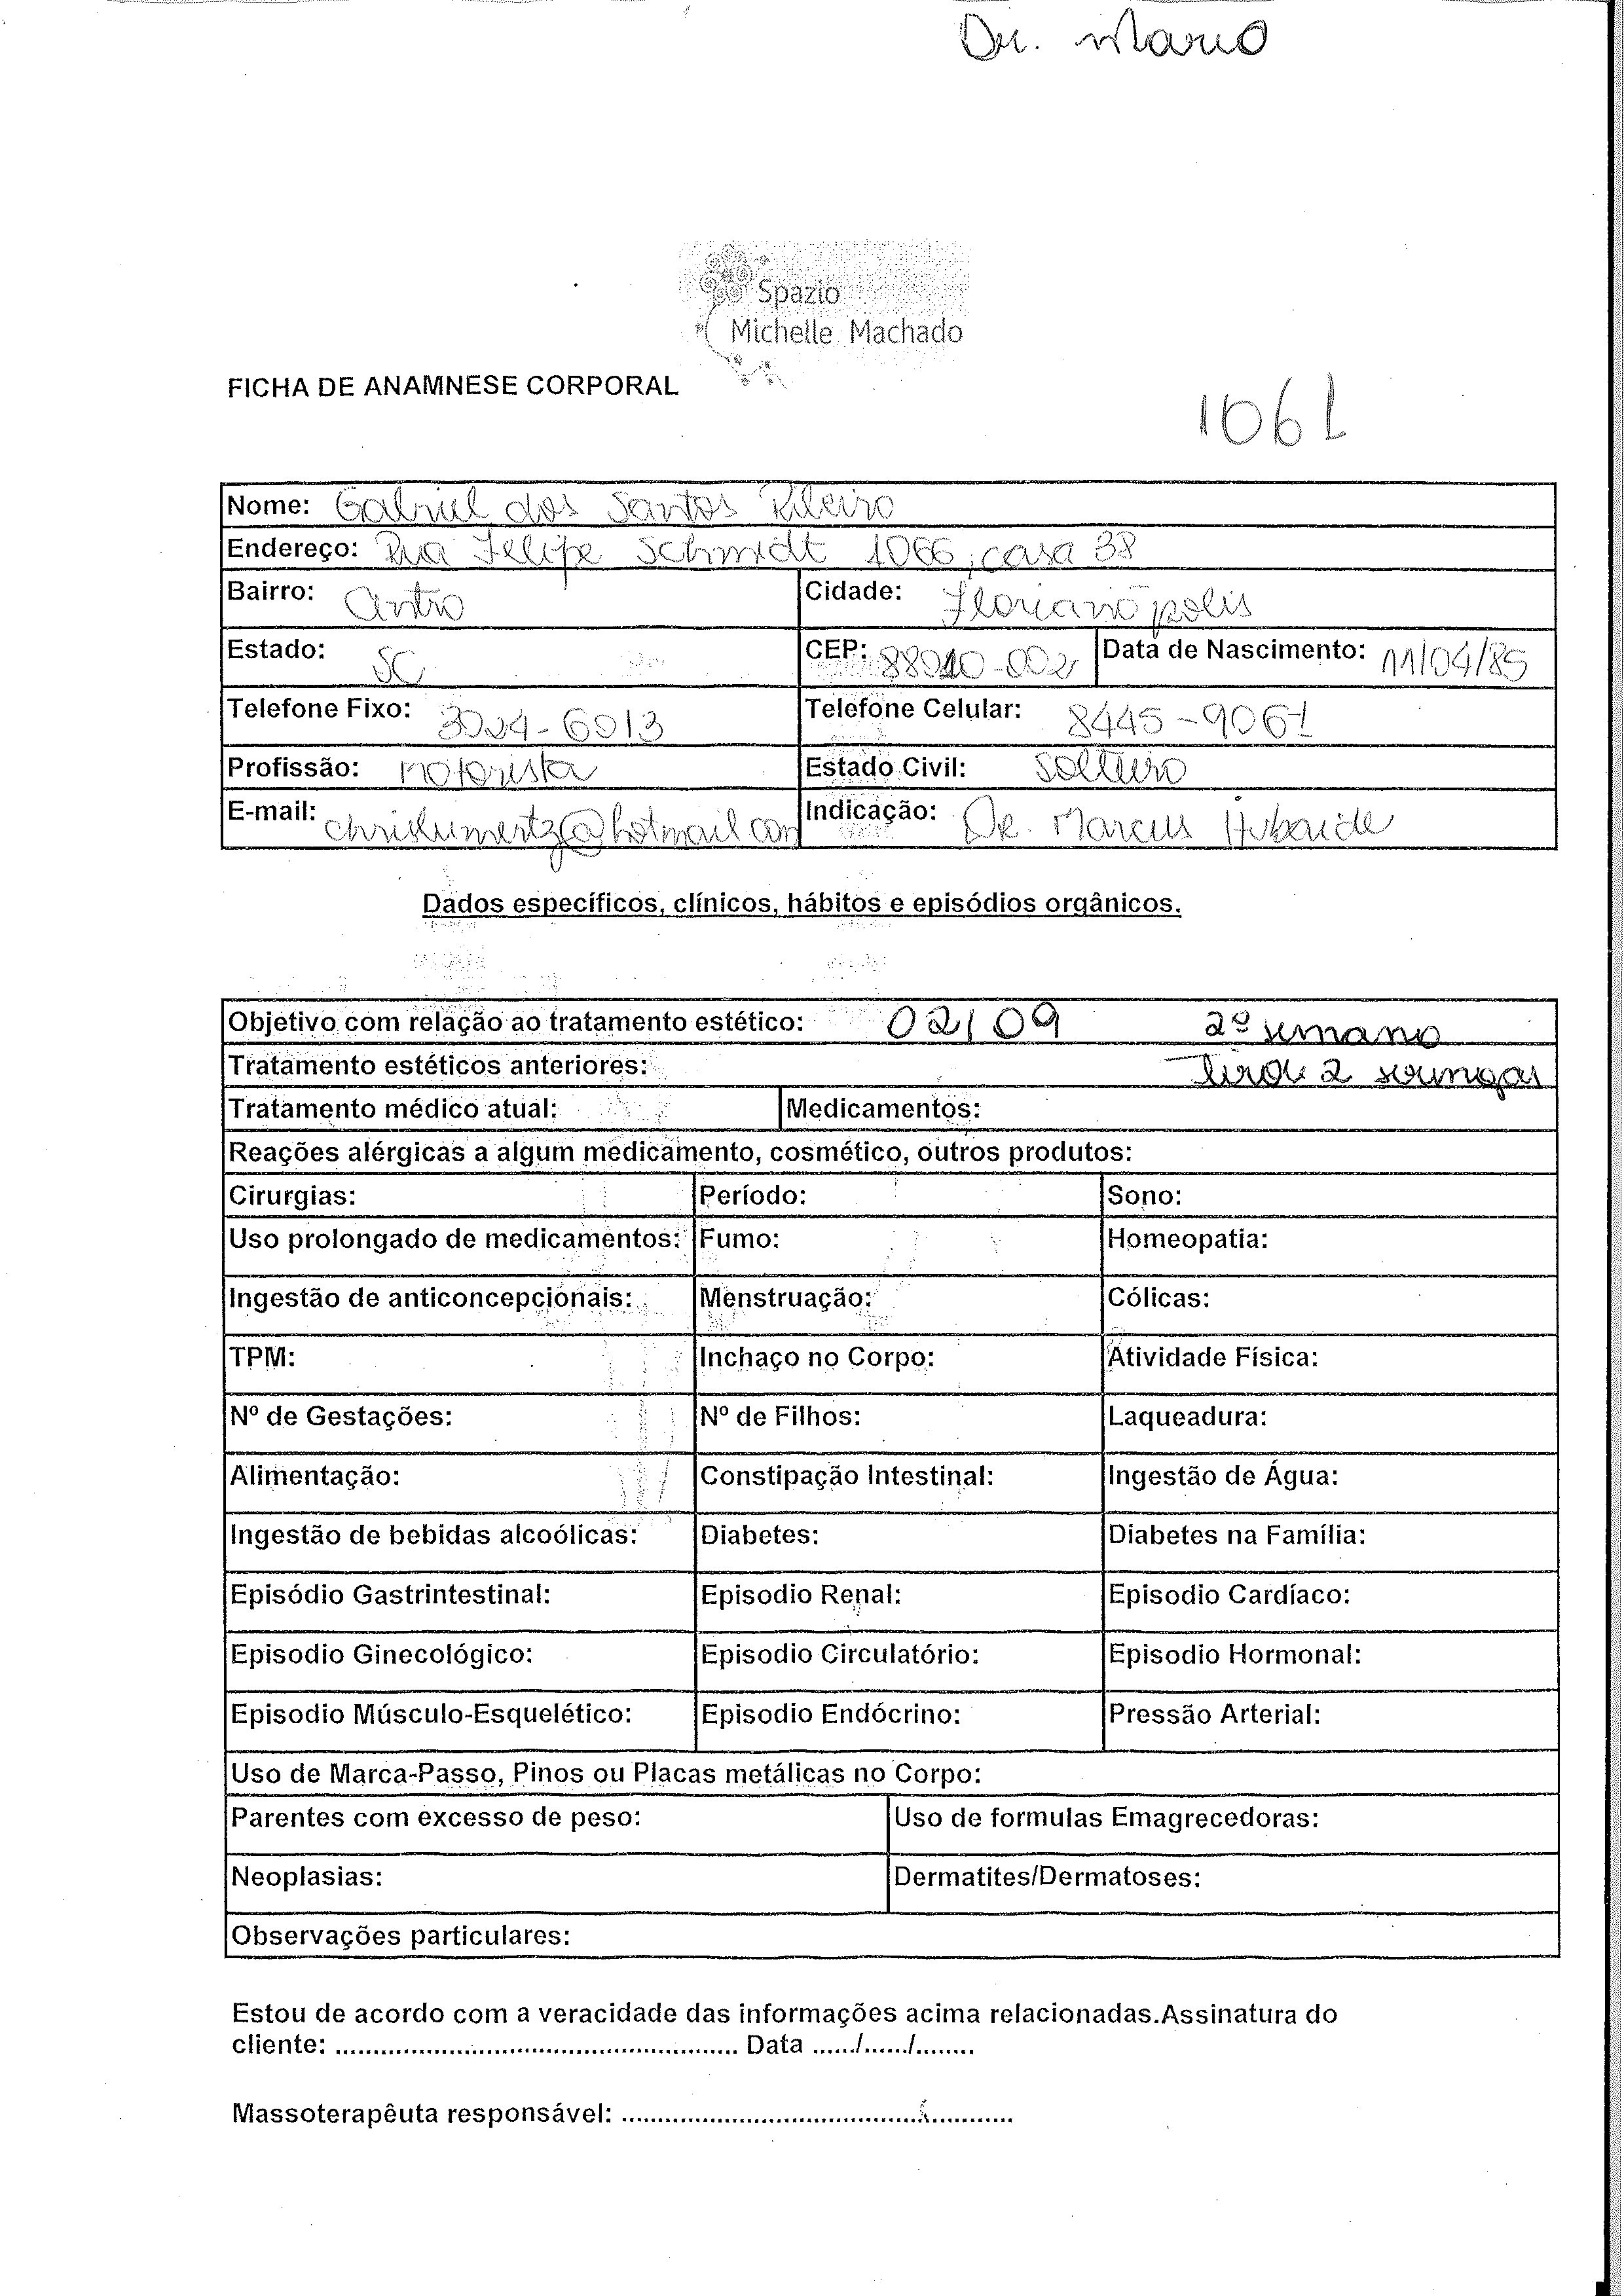 Dr. Mario
Spazio
Michelle Machado
FICHA DE ANAMNESE CORPORAL
1061
Nome: Gabriel dos Santos Ribeiro
Endereço: Rua Felipe Schmidt 1066, casa 38
Bairro: Centro Cidade: Florianópolis
Estado: SC CEP: 88010-002 Data de Nascimento: 11/04/85
Telefone Fixo: 3024-6013 Telefone Celular: 8445-9061
Profissão: motorista Estado Civil: Solteiro
E-mail: Indicação: Dr. Marcus
Dados específicos, clínicos, hábitos e episódios orgânicos.
Objetivo com relação ao tratamento estético: 02/09 2º semana
Tratamento estéticos anteriores: Tirou 2 seringas
Tratamento médico atual: Medicamentos:
Reações alérgicas a algum medicamento, cosmético, outros produtos:
Cirurgias: Período: Sono:
Uso prolongado de medicamentos: Fumo: Homeopatia:
Ingestão de anticoncepcionais: Menstruação: Cólicas:
TPM: Inchaço no Corpo: Atividade Física:
Nº de Gestações: Nº de Filhos: Laqueadura:
Alimentação: Constipação Intestinal: Ingestão de Água:
Ingestão de bebidas alcoólicas: Diabetes: Diabetes na Família:
Episódio Gastrintestinal: Episodio Renal: Episodio Cardíaco:
Episodio Ginecológico: Episodio Circulatório: Episodio Hormonal:
Episodio Músculo-Esquelético: Episodio Endócrino: Pressão Arterial:
Uso de Marca-Passo, Pinos ou Placas metálicas no Corpo:
Parentes com excesso de peso: Uso de formulas Emagrecedoras:
Neoplasias: Dermatites/Dermatoses:
Observações particulares:
Estou de acordo com a veracidade das informações acima relacionadas.Assinatura do
cliente: .................................................... Data ....../....../........
Massoterapêuta responsável: ..................................................